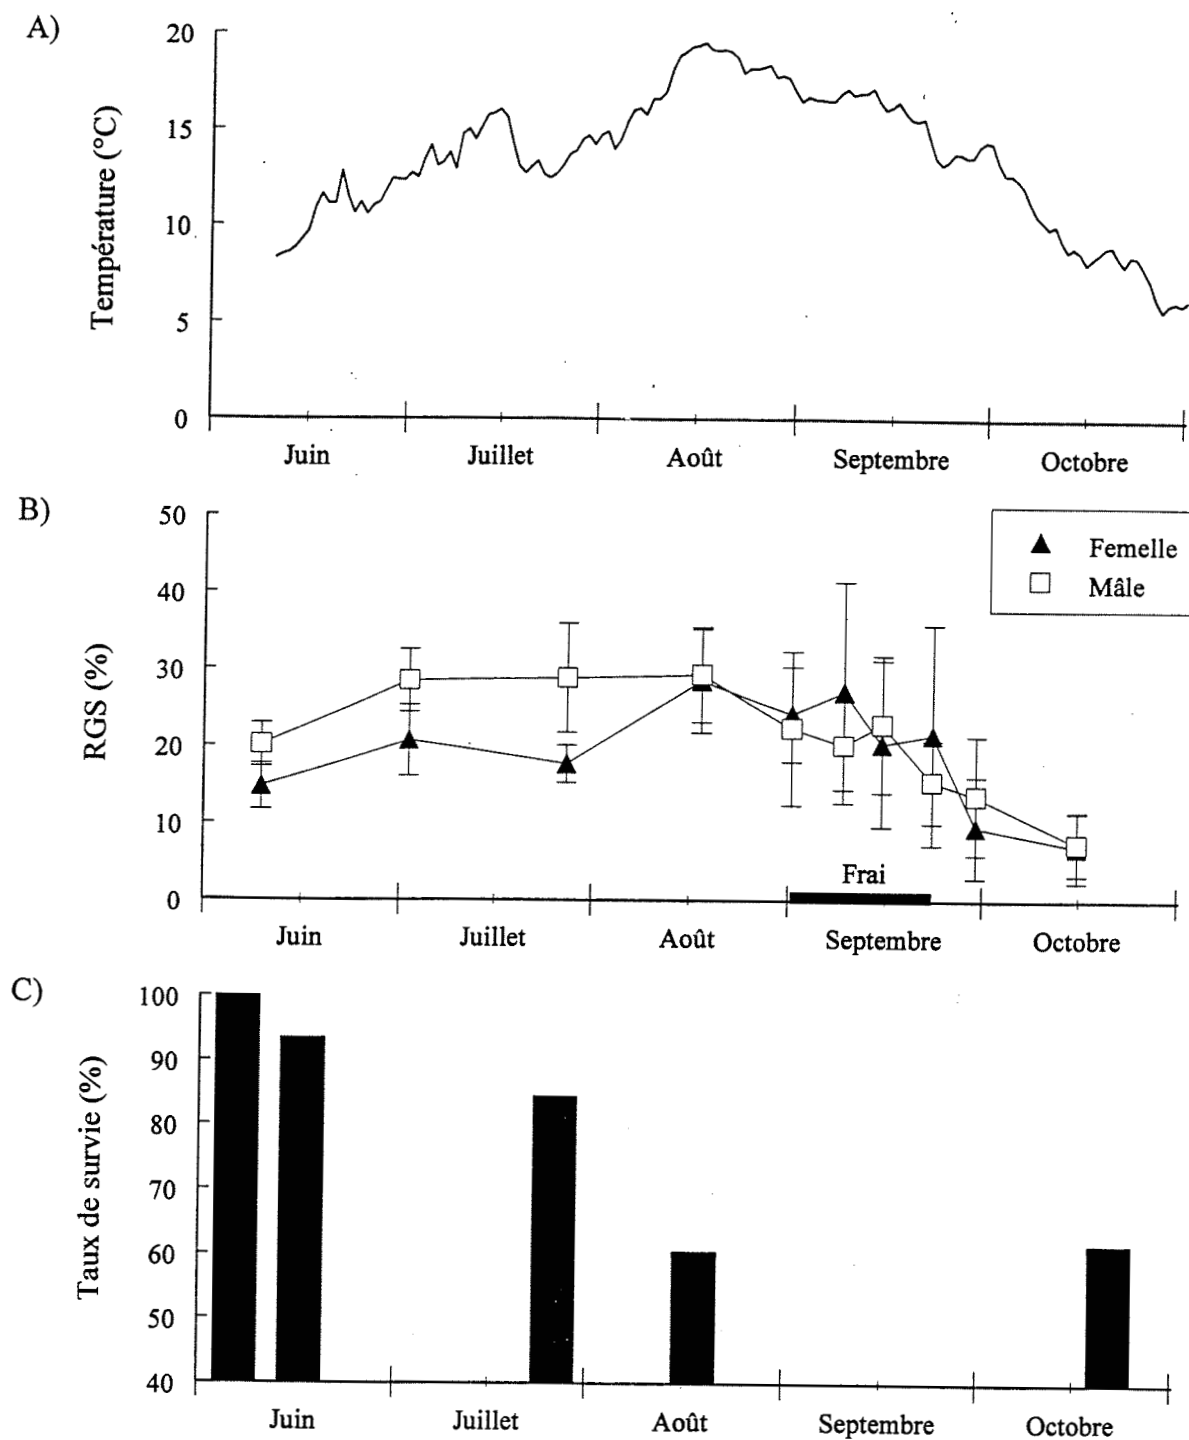 A)
Température (°C)
20
15
10
5
0
Juin Juillet Août Septembre Octobre
B)
RGS (%)
50
40
30
20
10
0
Femelle
Mâle
Frai
Juin Juillet Août Septembre Octobre
C)
Taux de survie (%)
100
90
80
70
60
50
40
Juin Juillet Août Septembre Octobre